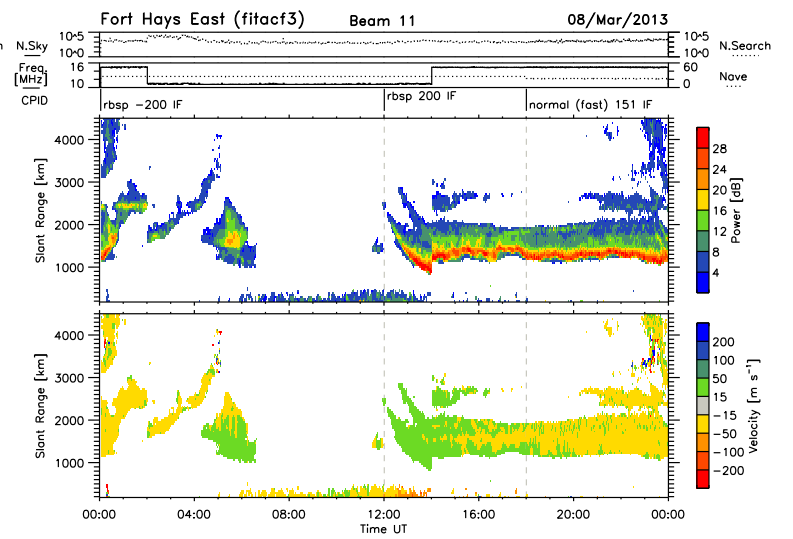 Fort Hays East (fitacf3) Beam 11 08/Mar/2013
n N.Sky 10^5 10^0 10^5 10^0 N.Search
Freq. [MHz] 16 10 60 0 Nave
CPID rbsp -200 IF rbsp 200 IF normal (fast) 151 IF
Slant Range [km]
4000
3000
2000
1000
28
24
20
16
12
8
4
Power [dB]
Slant Range [km]
4000
3000
2000
1000
200
100
50
15
-15
-50
-100
-200
Velocity [m s⁻¹]
00:00 04:00 08:00 12:00 16:00 20:00 00:00
Time UT